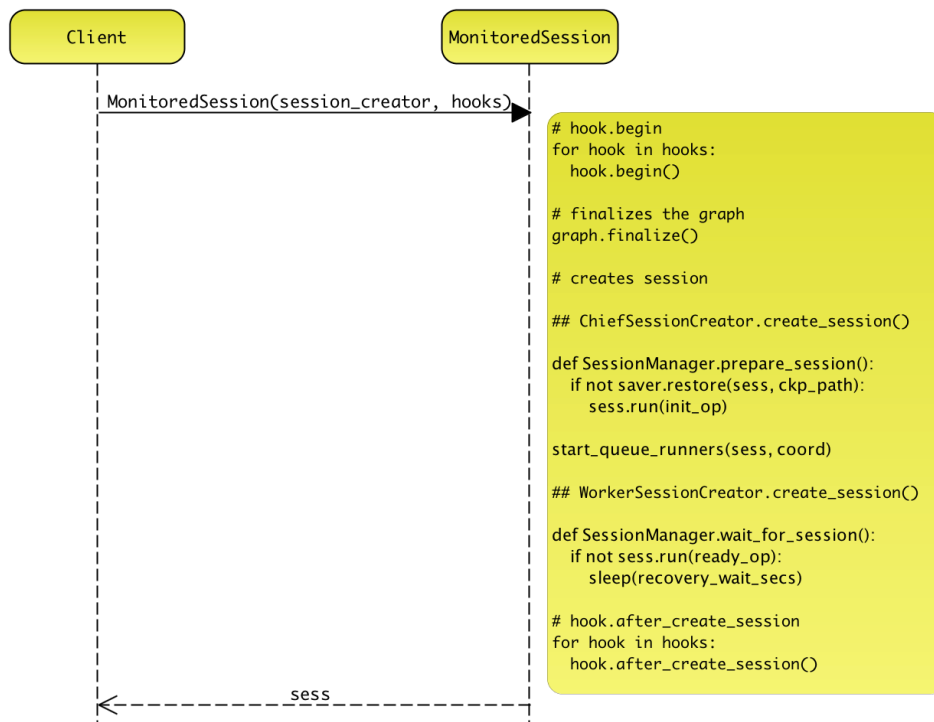 Client
MonitoredSession
MonitoredSession(session_creator, hooks)
# hook.begin
for hook in hooks:
  hook.begin()
# finalizes the graph
graph.finalize()
# creates session
## ChiefSessionCreator.create_session()
def SessionManager.prepare_session():
    if not saver.restore(sess, ckp_path):
        sess.run(init_op)
start_queue_runners(sess, coord)
## WorkerSessionCreator.create_session()
def SessionManager.wait_for_session():
    if not sess.run(ready_op):
        sleep(recovery_wait_secs)
# hook.after_create_session
for hook in hooks:
  hook.after_create_session()
sess